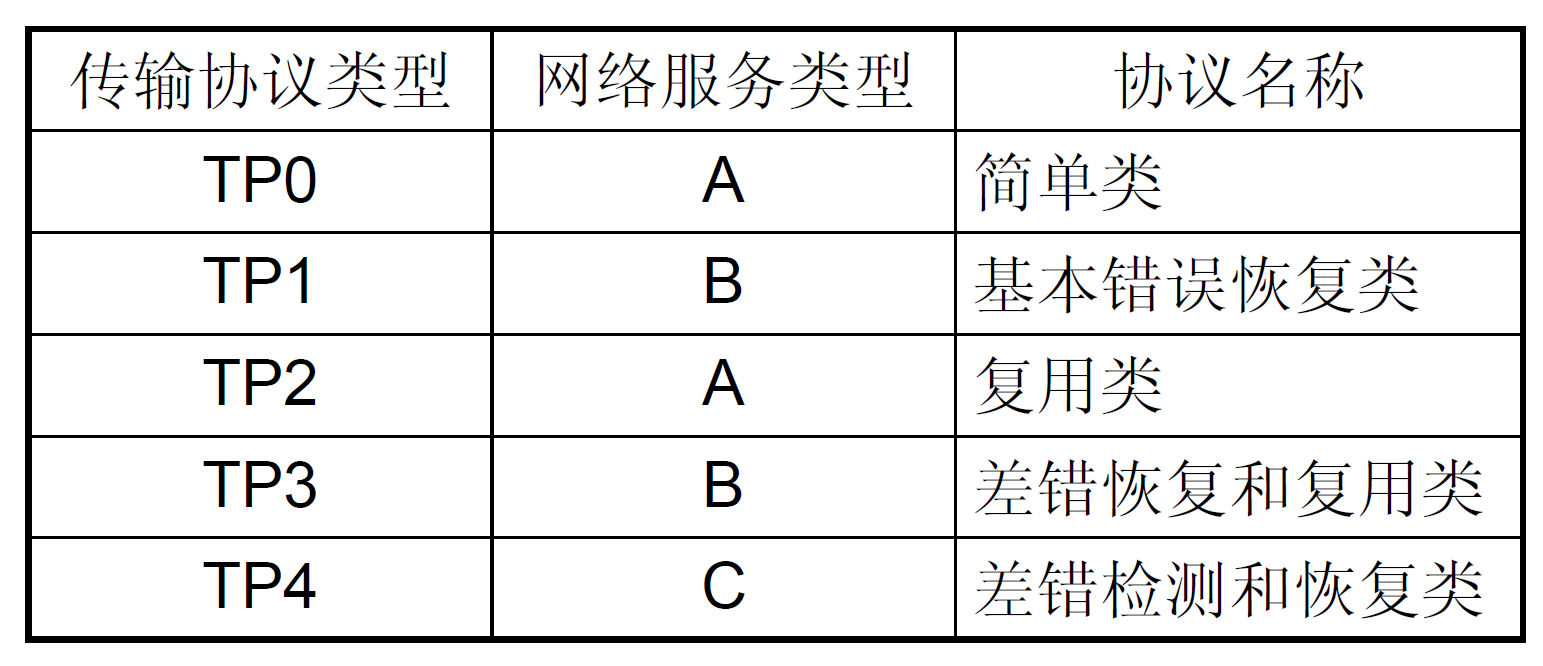 传输协议类型 网络服务类型 协议名称
TP0 A 简单类
TP1 B 基本错误恢复类
TP2 A 复用类
TP3 B 差错恢复和复用类
TP4 C 差错检测和恢复类